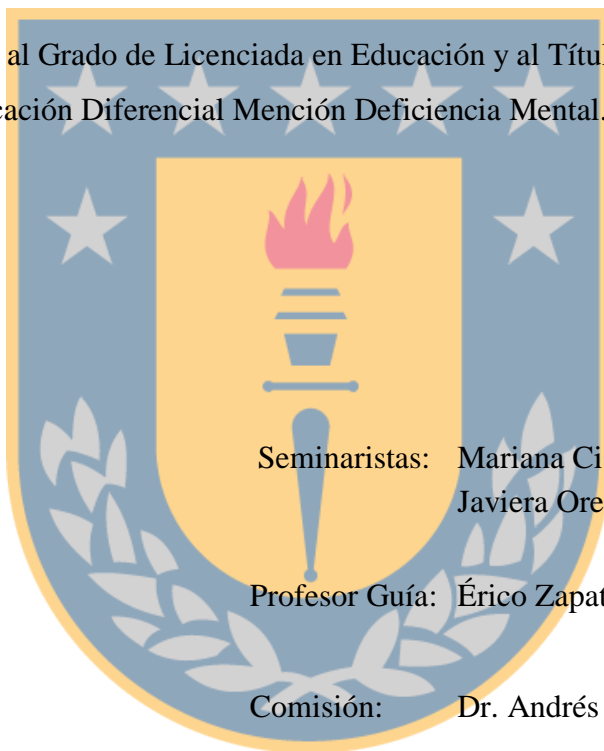 al Grado de Licenciada en Educación y al Títul
cación Diferencial Mención Deficiencia Mental.
Seminaristas: Mariana Ci
Javiera Ore
Profesor Guía: Érico Zapat
Comisión: Dr. Andrés